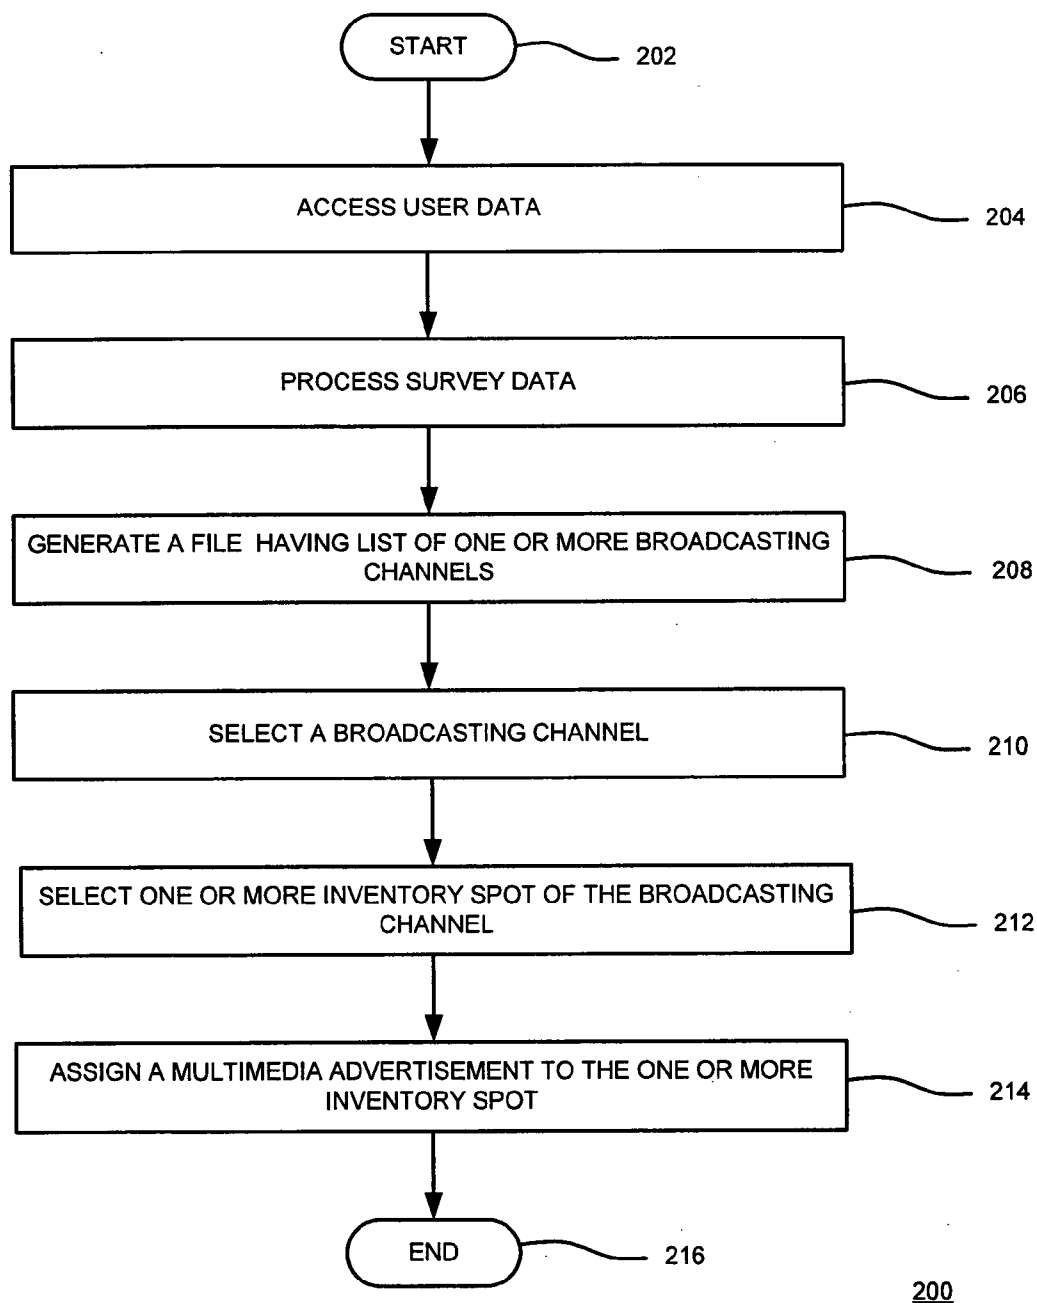 START
202
ACCESS USER DATA
204
PROCESS SURVEY DATA
206
GENERATE A FILE HAVING LIST OF ONE OR MORE BROADCASTING
CHANNELS
208
SELECT A BROADCASTING CHANNEL
210
SELECT ONE OR MORE INVENTORY SPOT OF THE BROADCASTING
CHANNEL
212
ASSIGN A MULTIMEDIA ADVERTISEMENT TO THE ONE OR MORE
INVENTORY SPOT
214
END
216
200